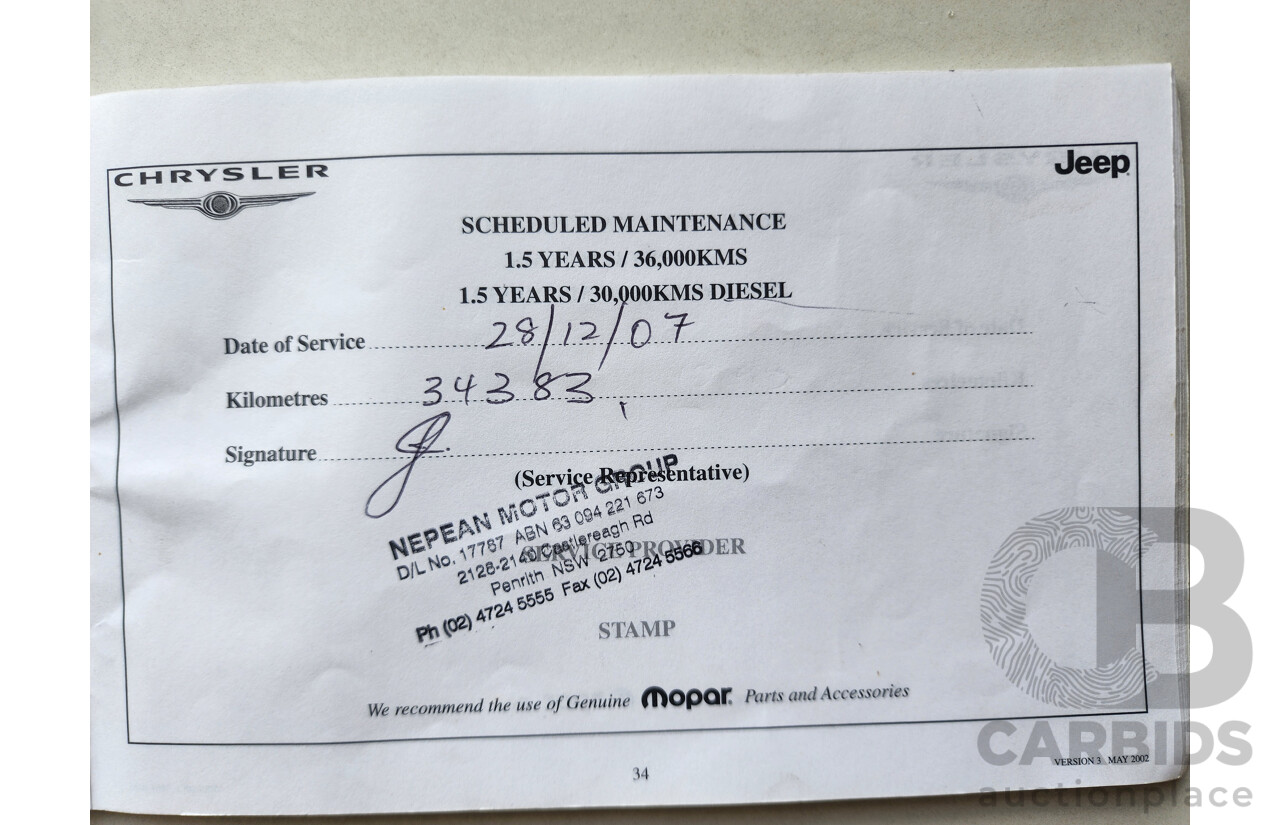 CHRYSLER
Jeep
SCHEDULED MAINTENANCE
1.5 YEARS / 36,000KMS
1.5 YEARS / 30,000KMS DIESEL
Date of Service 28/12/07
Kilometres 34383
Signature
(Service Representative)
NEPEAN MOTOR GROUP
D/L No. 17767 ABN 63 094 221 673
2126-2140 Castlereagh Rd
Penrith NSW 2750
Ph (02) 4724 5555 Fax (02) 4724 5566
SERVICE PROVIDER
STAMP
We recommend the use of Genuine Mopar. Parts and Accessories
34
VERSION 3 MAY 2002
CARBIDS
auctionplace